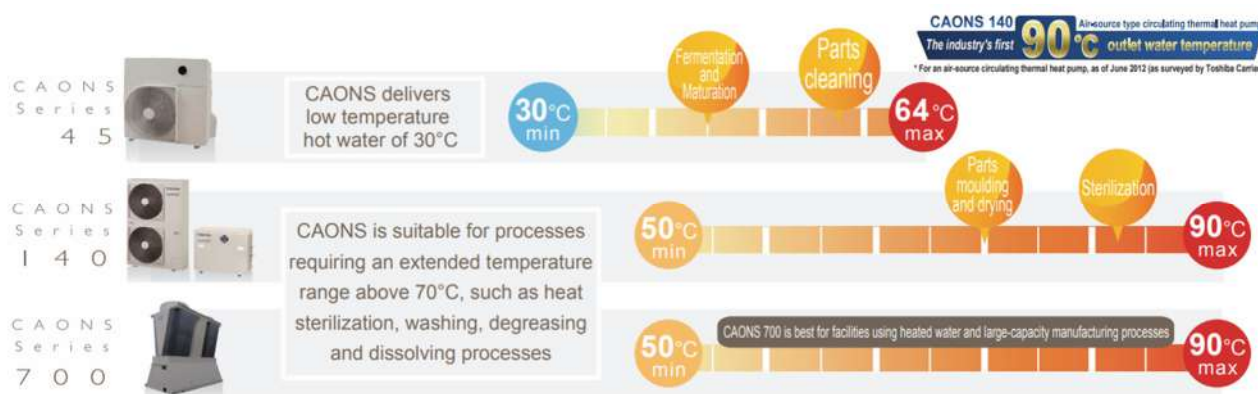 CAONS 140 Air-source type circulating thermal heat pump
The industry's first 90°C outlet water temperature
* For an air-source circulating thermal heat pump, as of June 2012 (as surveyed by Toshiba Carrier
CAONS
Series
45
CAONS delivers
low temperature
hot water of 30°C
30°C
min
Fermentation
and
Maturation
Parts
cleaning
64°C
max
CAONS
Series
140
CAONS is suitable for processes
requiring an extended temperature
range above 70°C, such as heat
sterilization, washing, degreasing
and dissolving processes
50°C
min
Parts
moulding
and drying
Sterilization
90°C
max
CAONS
Series
700
50°C
min
CAONS 700 is best for facilities using heated water and large-capacity manufacturing processes
90°C
max